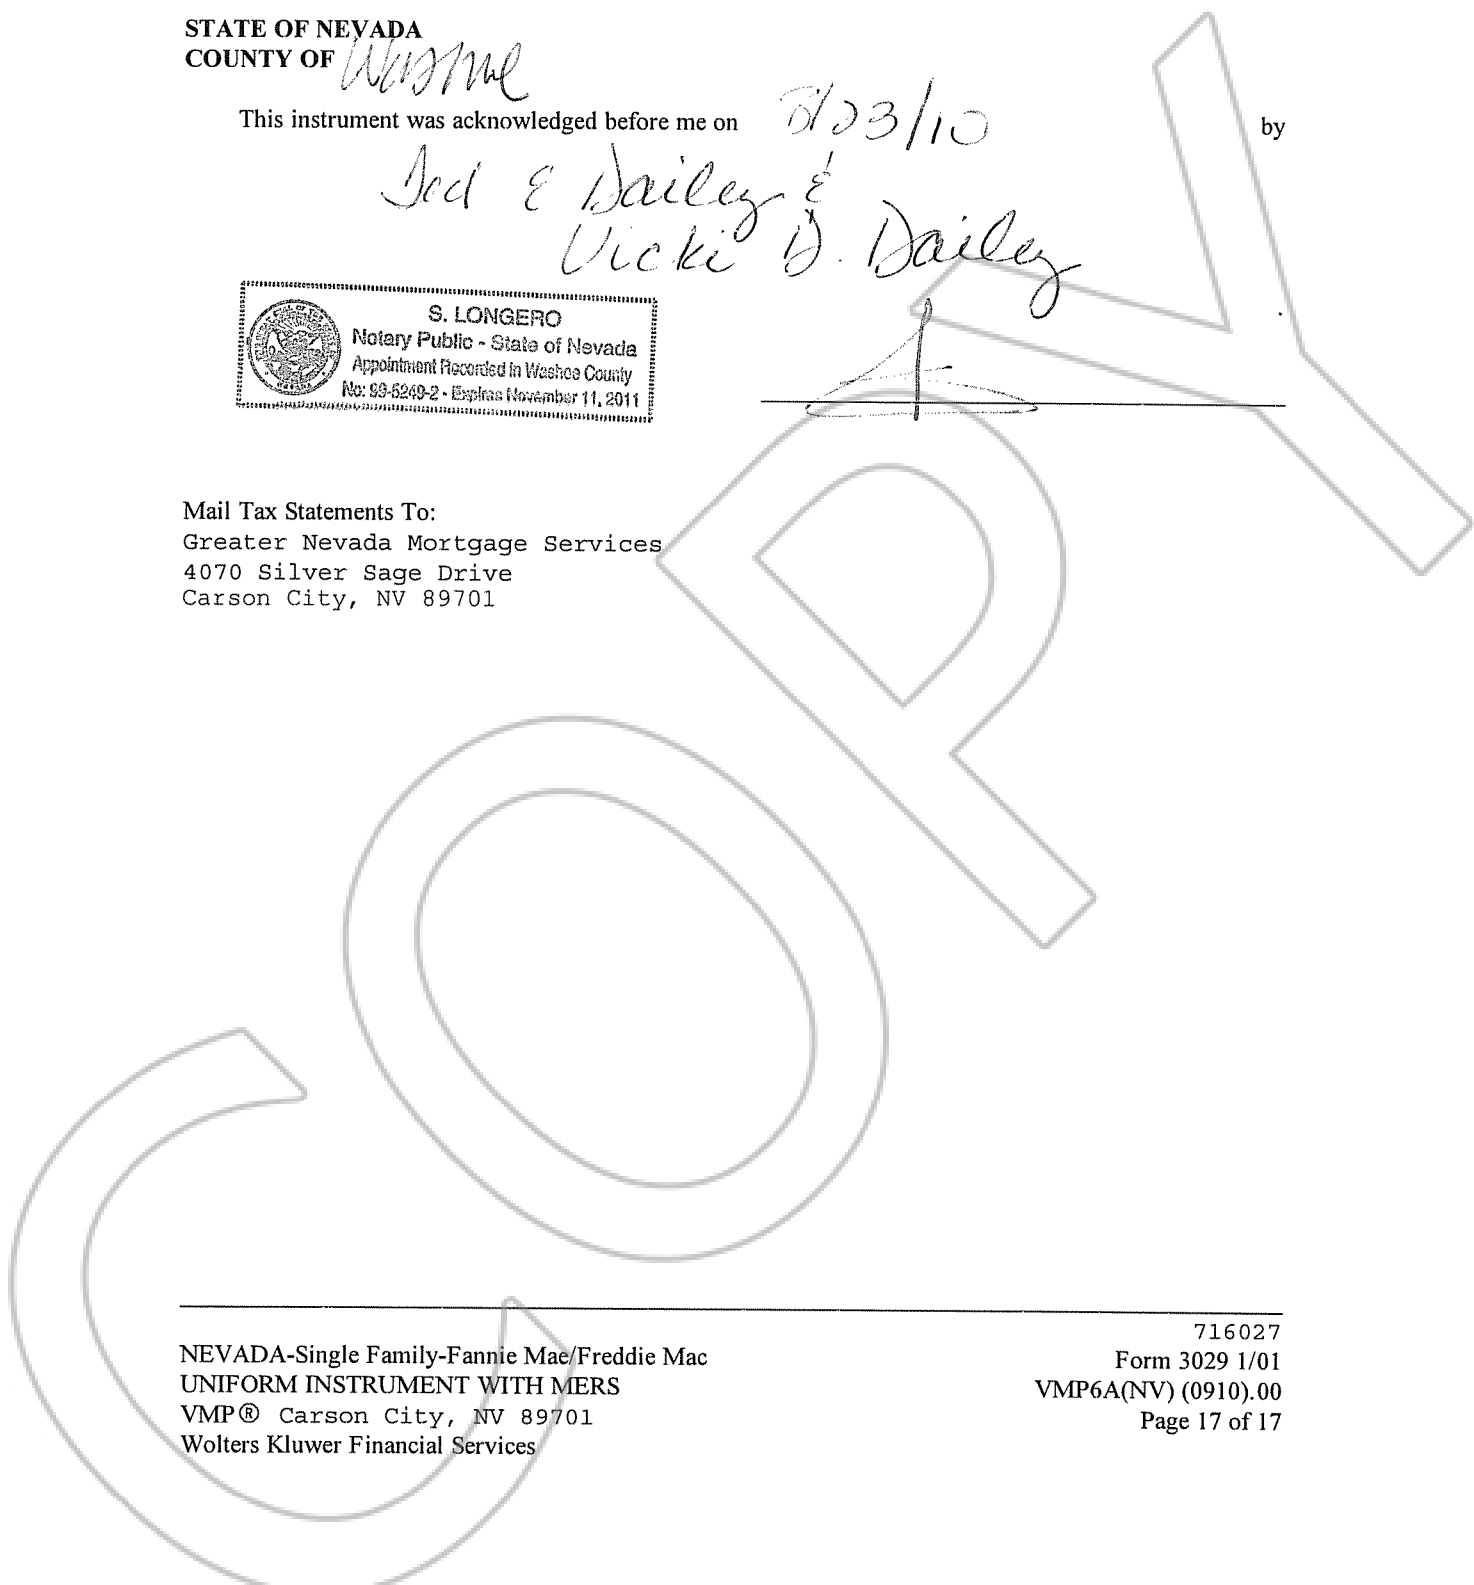 STATE OF NEVADA
COUNTY OF Washoe
This instrument was acknowledged before me on /23/10 by
Ted E Dailey &
Vicki D. Dailey
S. LONGERO
Notary Public - State of Nevada
Appointment Recorded in Washoe County
No: 99-5249-2 - Expires November 11, 2011
Mail Tax Statements To:
Greater Nevada Mortgage Services
4070 Silver Sage Drive
Carson City, NV 89701
COPY
716027
NEVADA-Single Family-Fannie Mae/Freddie Mac
Form 3029 1/01
UNIFORM INSTRUMENT WITH MERS
VMP6A(NV) (0910).00
VMP® Carson City, NV 89701
Page 17 of 17
Wolters Kluwer Financial Services